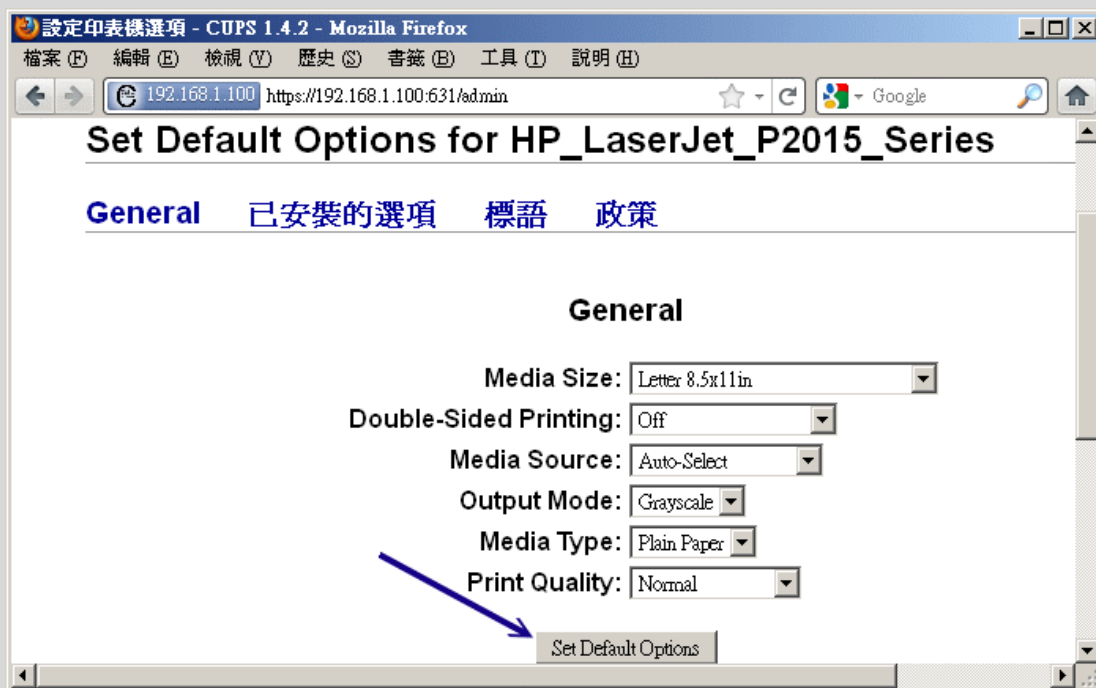 設定印表機選項 - CUPS 1.4.2 - Mozilla Firefox
檔案 (F) 編輯 (E) 檢視 (V) 歷史 (S) 書籤 (B) 工具 (T) 說明 (H)
192.168.1.100 https://192.168.1.100:631/admin Google
Set Default Options for HP_LaserJet_P2015_Series
General 已安裝的選項 標語 政策
General
Media Size: Letter 8.5x11in
Double-Sided Printing: Off
Media Source: Auto-Select
Output Mode: Grayscale
Media Type: Plain Paper
Print Quality: Normal
Set Default Options